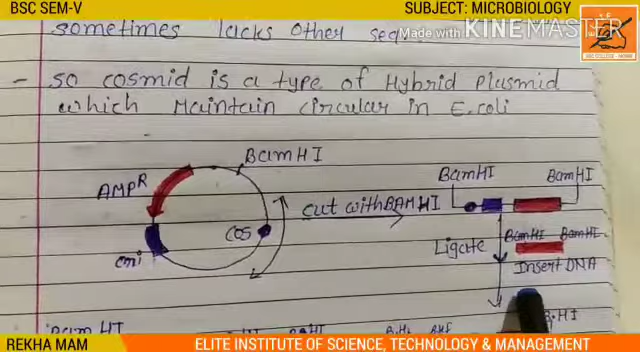 BSC SEM-V
SUBJECT: MICROBIOLOGY
Made with KINEMASTER
sometimes lacks other sequ
- so cosmid is a type of Hybrid Plasmid
which Maintain circular in E.coli
BamHI
AMPR
COS
ori
cut with BAMHI
BamHI BamHI
Ligate
BamHI BamHI
Insert DNA
BamHI
REKHA MAM
ELITE INSTITUTE OF SCIENCE, TECHNOLOGY & MANAGEMENT